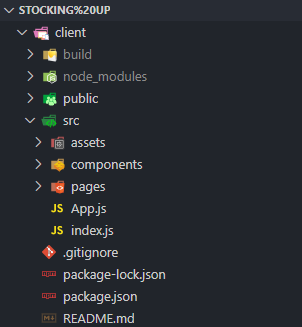 STOCKING%20UP
client
build
node_modules
public
src
assets
components
pages
JS App.js
JS index.js
.gitignore
package-lock.json
package.json
README.md